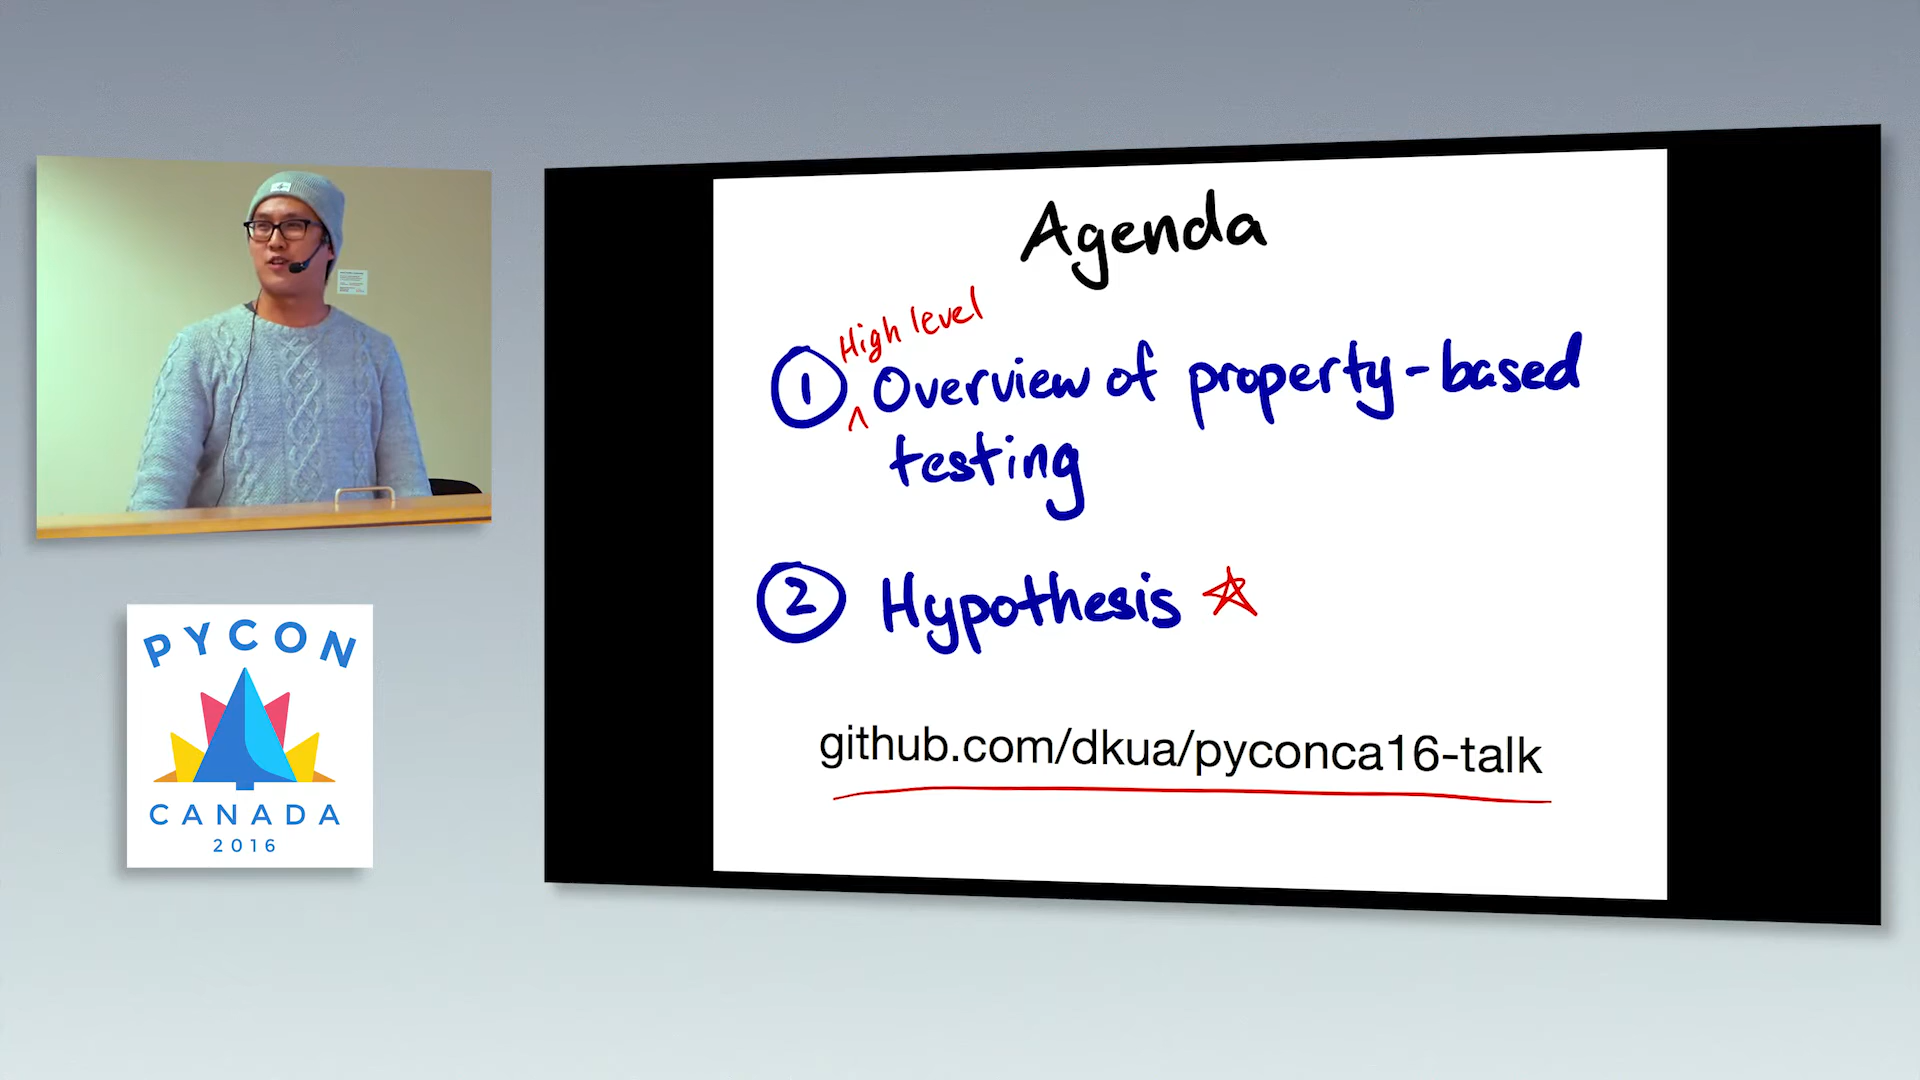 Agenda
High level
① ^ Overview of property-based
testing
② Hypothesis
github.com/dkua/pyconca16-talk
PYCON
CANADA
2016